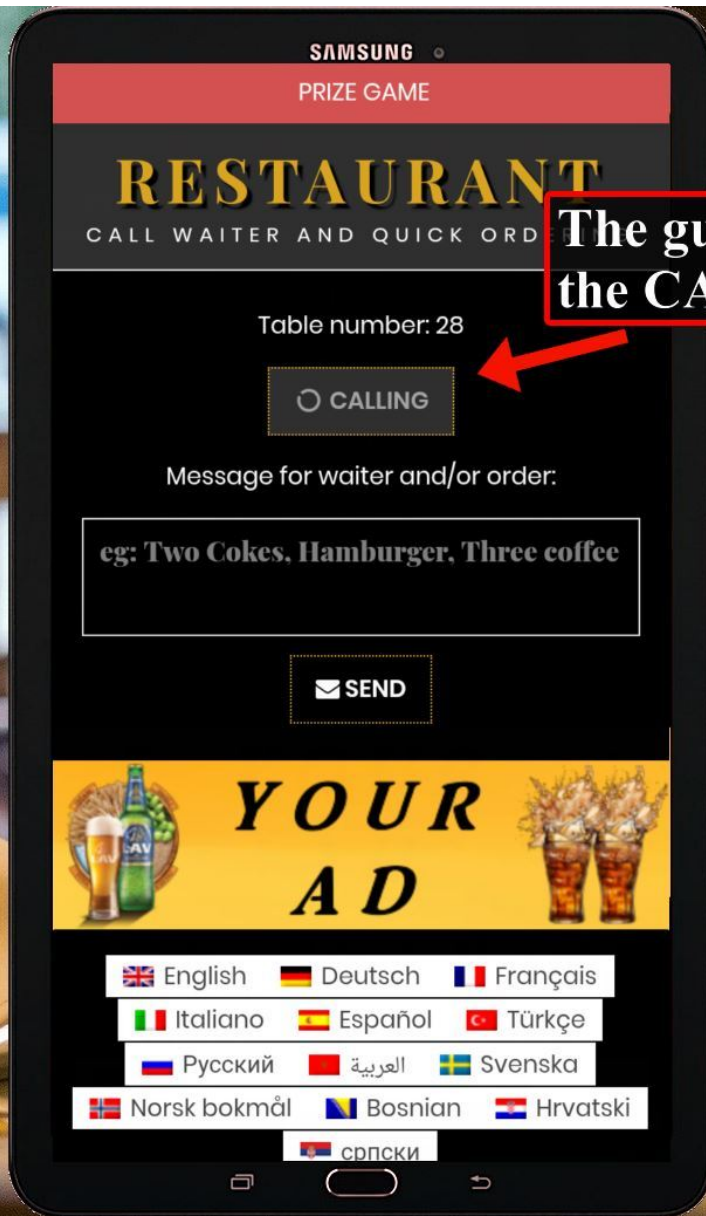 SAMSUNG
PRIZE GAME
RESTAURANT
CALL WAITER AND QUICK ORD
The gu
the CA
Table number: 28
CALLING
Message for waiter and/or order:
eg: Two Cokes, Hamburger, Three coffee
SEND
YOUR
AD
LAV
English Deutsch Français
Italiano Español Türkçe
Русский العربية Svenska
Norsk bokmål Bosnian Hrvatski
српски